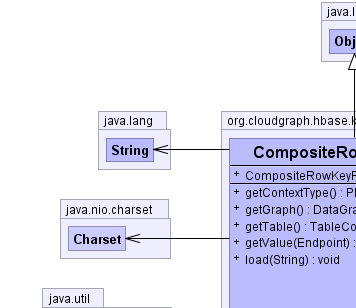 java.l
Obj
java.lang
String
org.cloudgraph.hbase.k
CompositeRo
+ CompositeRowKeyR
+ getContextType() : Pl
+ getGraph() : DataGra
+ getTable() : TableCo
+ getValue(Endpoint) :
+ load(String) : void
java.nio.charset
Charset
java.util